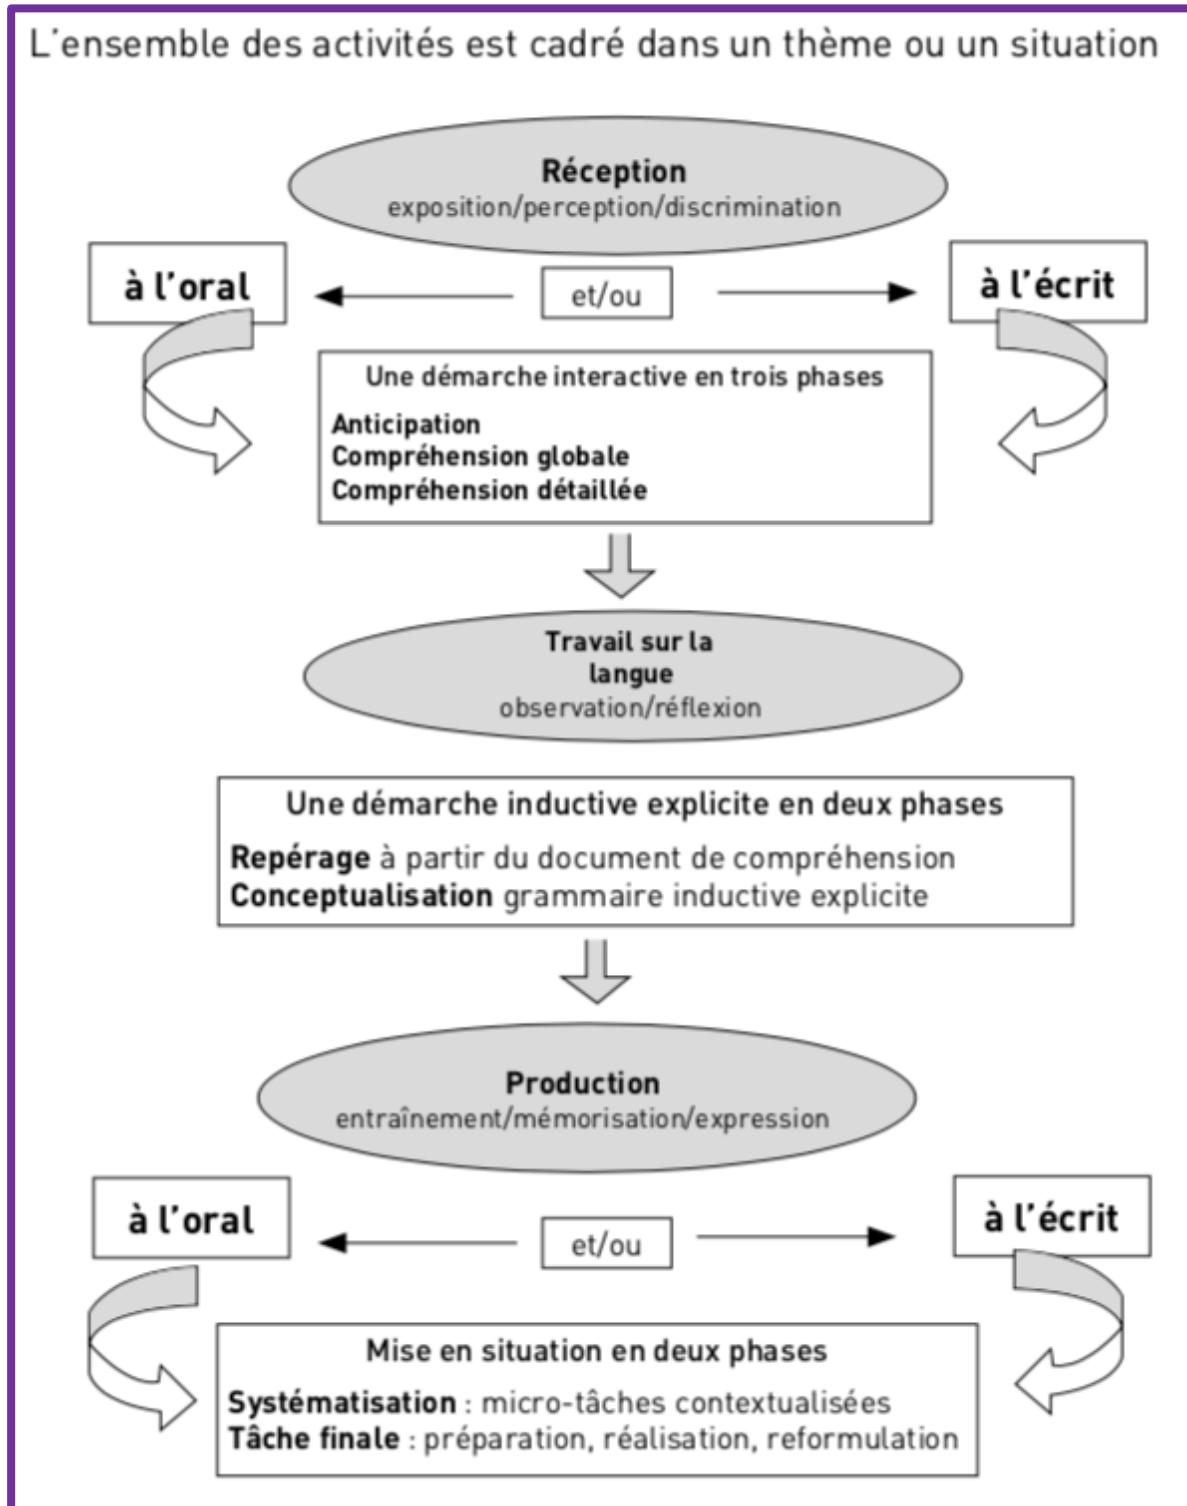 L'ensemble des activités est cadré dans un thème ou un situation
Réception
exposition/perception/discrimination
à l'oral
et/ou
à l'écrit
Une démarche interactive en trois phases
Anticipation
Compréhension globale
Compréhension détaillée
Travail sur la
langue
observation/réflexion
Une démarche inductive explicite en deux phases
Repérage à partir du document de compréhension
Conceptualisation grammaire inductive explicite
Production
entraînement/mémorisation/expression
à l'oral
et/ou
à l'écrit
Mise en situation en deux phases
Systématisation : micro-tâches contextualisées
Tâche finale : préparation, réalisation, reformulation